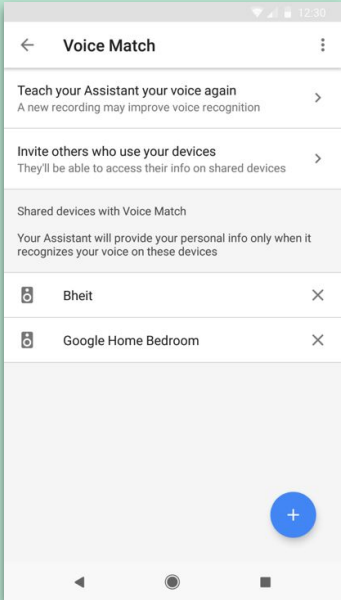 12:30
Voice Match
Teach your Assistant your voice again
A new recording may improve voice recognition
Invite others who use your devices
They'll be able to access their info on shared devices
Shared devices with Voice Match
Your Assistant will provide your personal info only when it
recognizes your voice on these devices
Bheit
Google Home Bedroom